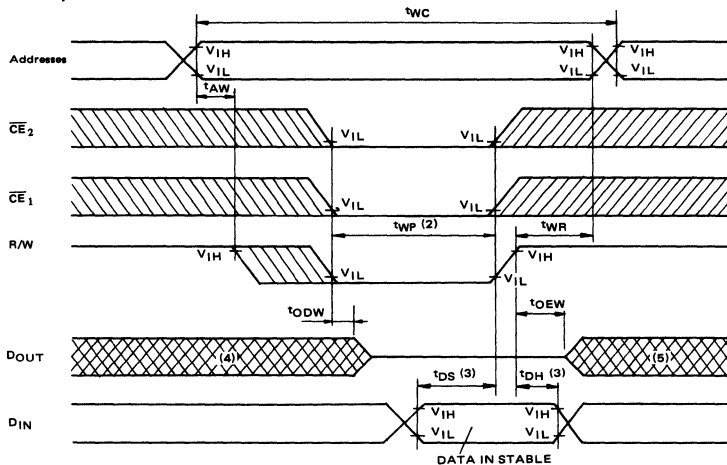 tWC
Addresses
VIH
VIL
VIH
VIL
VIH
VIL
tAW
CE2
VIL
VIL
CE1
VIL
VIL
tWP (2)
tWR
R/W
VIH
VIL
VIH
VIL
tODW
tOEW
DOUT
(4)
(5)
tDS (3)
tDH (3)
DIN
VIH
VIL
VIH
VIL
DATA IN STABLE